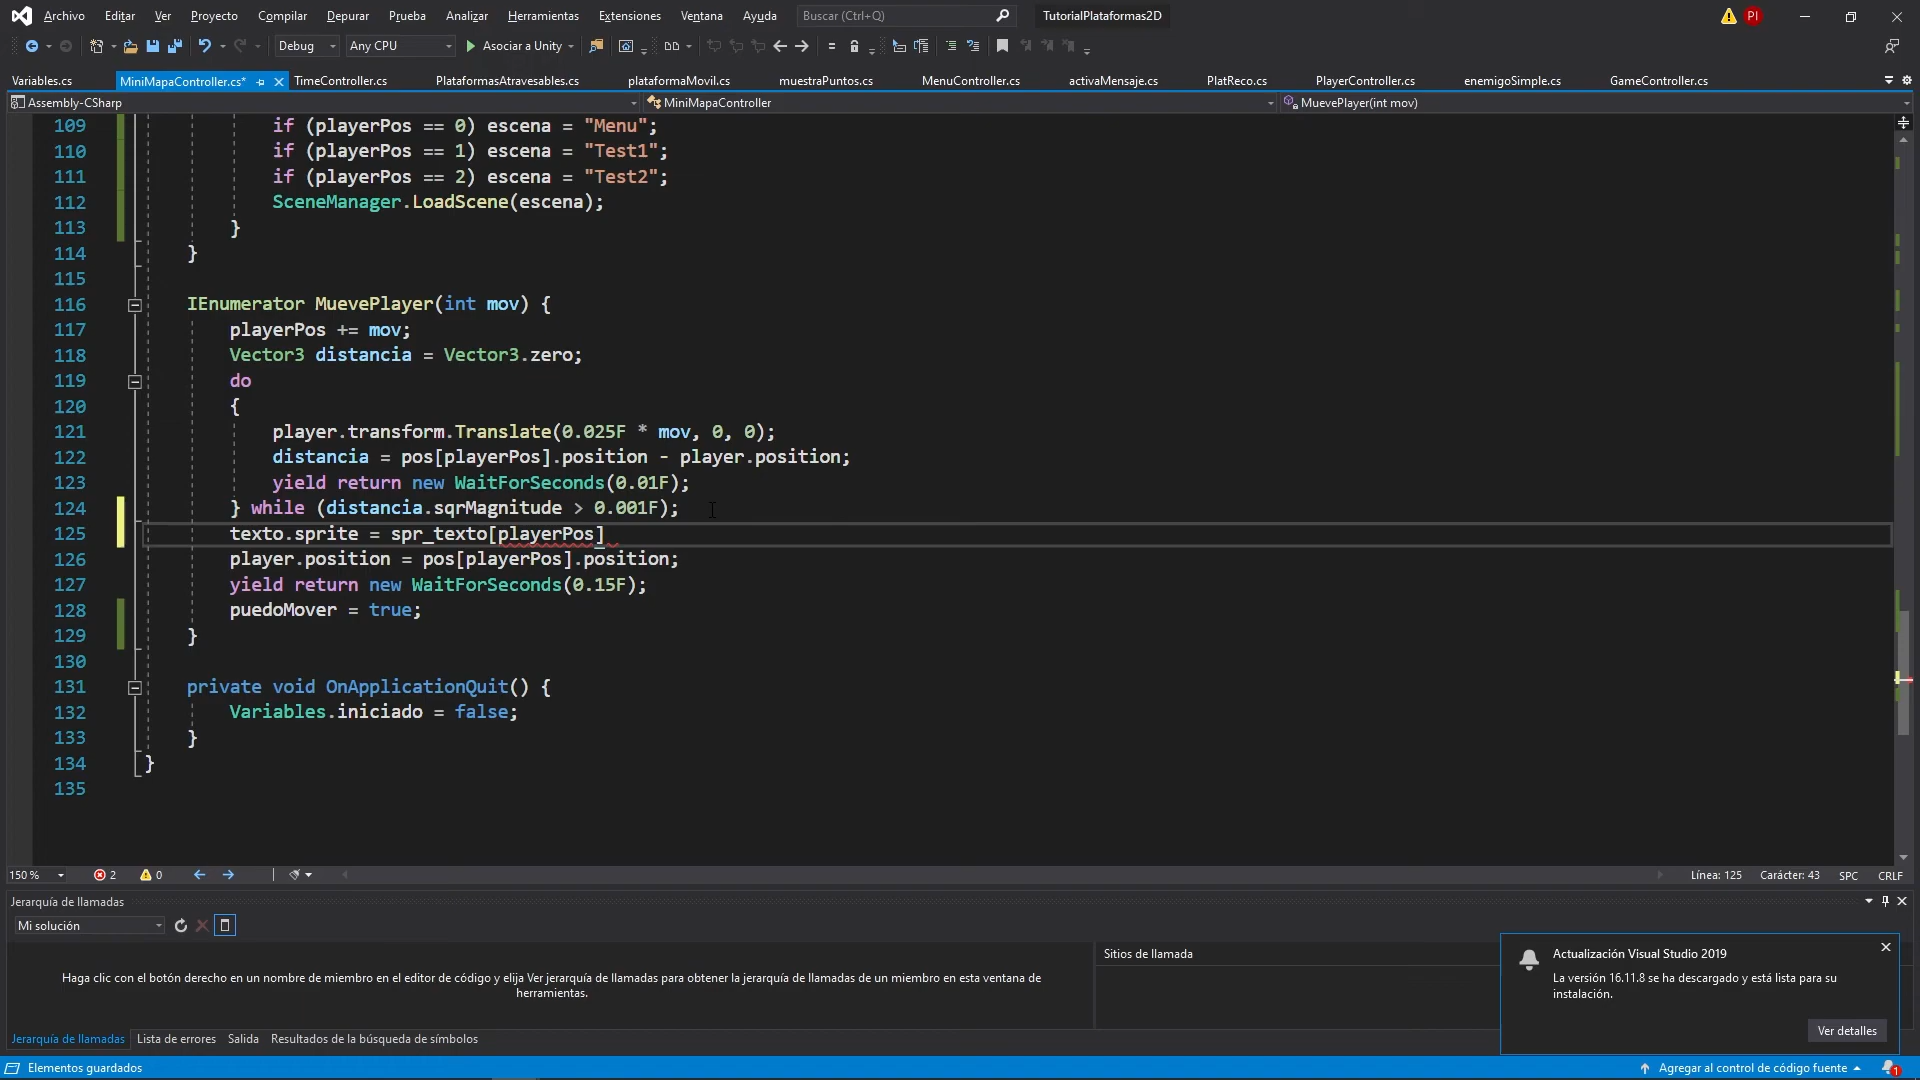 Archivo Editar Ver Proyecto Compilar Depurar Prueba Analizar Herramientas Extensiones Ventana Ayuda Buscar (Ctrl+Q) TutorialPlataformas2D PI
Debug Any CPU Asociar a Unity
Variables.cs MiniMapaController.cs* TimeController.cs PlataformasAtravesables.cs plataformaMovil.cs muestraPuntos.cs MenuController.cs activaMensaje.cs PlatReco.cs PlayerController.cs enemigoSimple.cs GameController.cs
Assembly-CSharp MiniMapaController MuevePlayer(int mov)
109 if (playerPos == 0) escena = "Menu";
110 if (playerPos == 1) escena = "Test1";
111 if (playerPos == 2) escena = "Test2";
112 SceneManager.LoadScene(escena);
113 }
114 }
115
116 IEnumerator MuevePlayer(int mov) {
117 playerPos += mov;
118 Vector3 distancia = Vector3.zero;
119 do
120 {
121 player.transform.Translate(0.025F * mov, 0, 0);
122 distancia = pos[playerPos].position - player.position;
123 yield return new WaitForSeconds(0.01F);
124 } while (distancia.sqrMagnitude > 0.001F);
125 texto.sprite = spr_texto[playerPos]
126 player.position = pos[playerPos].position;
127 yield return new WaitForSeconds(0.15F);
128 puedoMover = true;
129 }
130
131 private void OnApplicationQuit() {
132 Variables.iniciado = false;
133 }
134 }
135
150 % 2 0 Línea: 125 Carácter: 43 SPC CRLF
Jerarquía de llamadas
Mi solución
Sitios de llamada
Haga clic con el botón derecho en un nombre de miembro en el editor de código y elija Ver jerarquía de llamadas para obtener la jerarquía de llamadas de un miembro en esta ventana de
herramientas.
Actualización Visual Studio 2019
La versión 16.11.8 se ha descargado y está lista para su
instalación.
Ver detalles
Jerarquía de llamadas Lista de errores Salida Resultados de la búsqueda de símbolos
Elementos guardados Agregar al control de código fuente 1